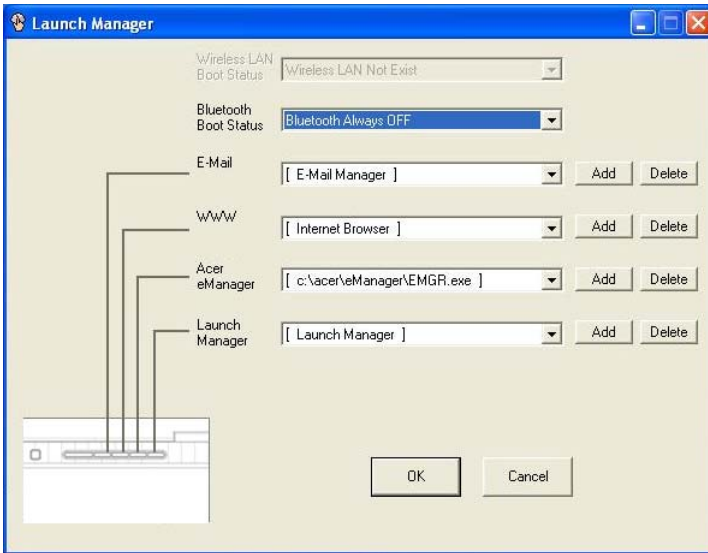 Launch Manager
Wireless LAN
Boot Status
Wireless LAN Not Exist
Bluetooth
Boot Status
Bluetooth Always OFF
E-Mail
[ E-Mail Manager ]
Add
Delete
WWW
[ Internet Browser ]
Add
Delete
Acer
eManager
[ c:\acer\eManager\EMGR.exe ]
Add
Delete
Launch
Manager
[ Launch Manager ]
Add
Delete
OK
Cancel